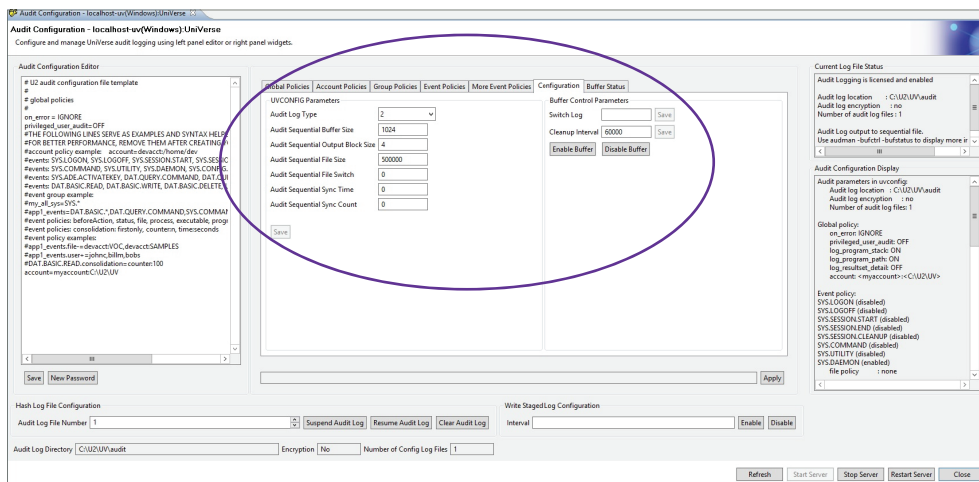 Audit Configuration - localhost-uv(Windows):UniVerse
Audit Configuration - localhost-uv(Windows):UniVerse
Configure and manage UniVerse audit logging using left panel editor or right panel widgets.
Audit Configuration Editor
# U2 audit configuration file template
#
# global policies
#
on_error = IGNORE
privileged_user_audit=OFF
#THE FOLLOWING LINES SERVE AS EXAMPLES AND SYNTAX HELP
#FOR BETTER PERFORMANCE, REMOVE THEM AFTER CREATING
#account policy example: account=devacct:/home/dev
#events: SYS.LOGON, SYS.LOGOFF, SYS.SESSION.START,
#events: SYS.COMMAND, SYS.UTILITY, SYS.DAEMON, SYS.CONFIG.
#events: SYS.ADE.ACTIVATEKEY, DAT.QUERY.COMMAND,
#events: DAT.BASIC.READ, DAT.BASIC.WRITE, DAT.BASIC.DELETE,
#event group example:
#my_all_sys=SYS.*
#app1_events=DAT.BASIC.*,DAT.QUERY.COMMAND,SYS.COMMAN
#event policies: beforeAction, status, file, process, executable,
#event policies: consolidation: firstonly, countern, time:seconds
#event policy examples:
#app1_events.file-=devacct:VOC,devacct:SAMPLES
#app1_events.user+=johnc,billm,bobs
#DAT.BASIC.READ.consolidation=counter:100
account=myaccount:C:\U2\UV
Save New Password
Global Policies Account Policies Group Policies Event Policies More Event Policies Configuration Buffer Status
UVCONFIG Parameters
Audit Log Type 2
Audit Sequential Buffer Size 1024
Audit Sequential Output Block Size 4
Audit Sequential File Size 500000
Audit Sequential File Switch 0
Audit Sequential Sync Time 0
Audit Sequential Sync Count 0
Save
Buffer Control Parameters
Switch Log Save
Cleanup Interval 60000 Save
Enable Buffer Disable Buffer
Apply
Current Log File Status
Audit Logging is licensed and enabled
Audit log location : C:\U2\UV\audit
Audit log encryption : no
Number of audit log files : 1
Audit Log output to sequential file.
Use audman -bufctrl -bufstatus to display more ir
Audit Configuration Display
Audit parameters in uvconfig:
Audit log location : C:\U2\UV\audit
Audit log encryption : no
Number of audit log files: 1
Global policy:
on_error: IGNORE
privileged_user_audit: OFF
log_program_stack: ON
log_program_path: ON
log_resultset_detail: OFF
account: <myaccount>:<C:\U2\UV>
Event policy:
SYS.LOGON (disabled)
SYS.LOGOFF (disabled)
SYS.SESSION.START (disabled)
SYS.SESSION.END (disabled)
SYS.SESSION.CLEANUP (disabled)
SYS.COMMAND (disabled)
SYS.UTILITY (disabled)
SYS.DAEMON (enabled)
file policy : none
Hash Log File Configuration
Audit Log File Number 1 Suspend Audit Log Resume Audit Log Clear Audit Log
Write StagedLog Configuration
Interval Enable Disable
Audit Log Directory C:\U2\UV\audit Encryption No Number of Config Log Files 1
Refresh Start Server Stop Server Restart Server Close